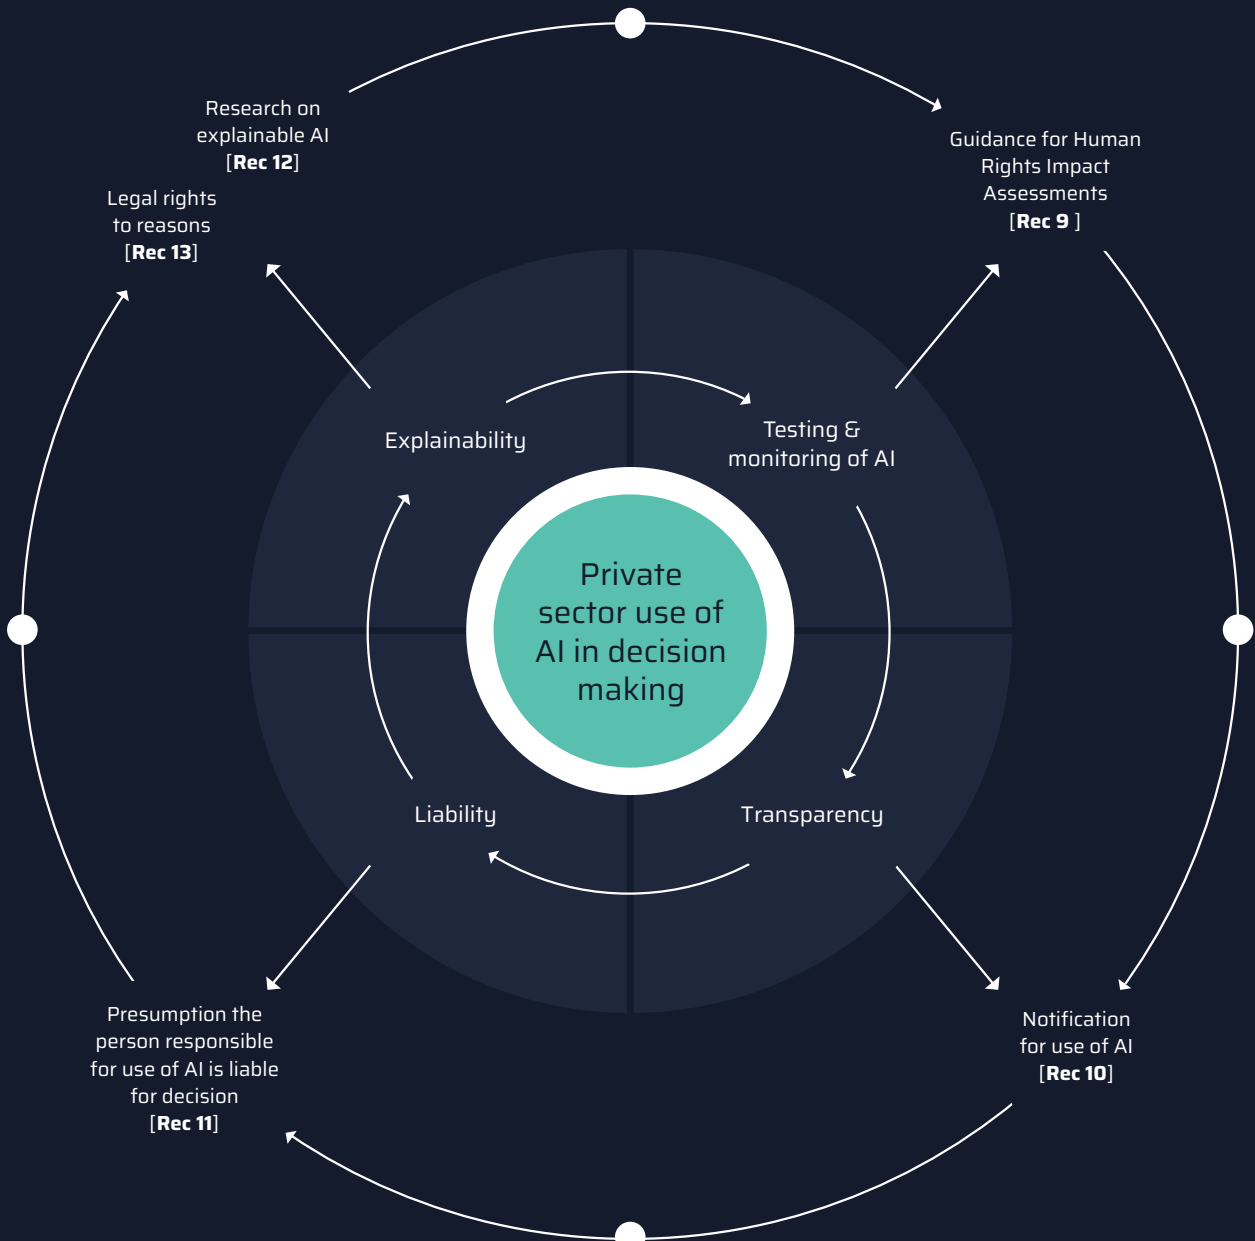 Research on
explainable AI
[Rec 12]
Legal rights
to reasons
[Rec 13]
Guidance for Human
Rights Impact
Assessments
[Rec 9 ]
Explainability
Testing &
monitoring of AI
Private
sector use of
AI in decision
making
Liability
Transparency
Presumption the
person responsible
for use of AI is liable
for decision
[Rec 11]
Notification
for use of AI
[Rec 10]